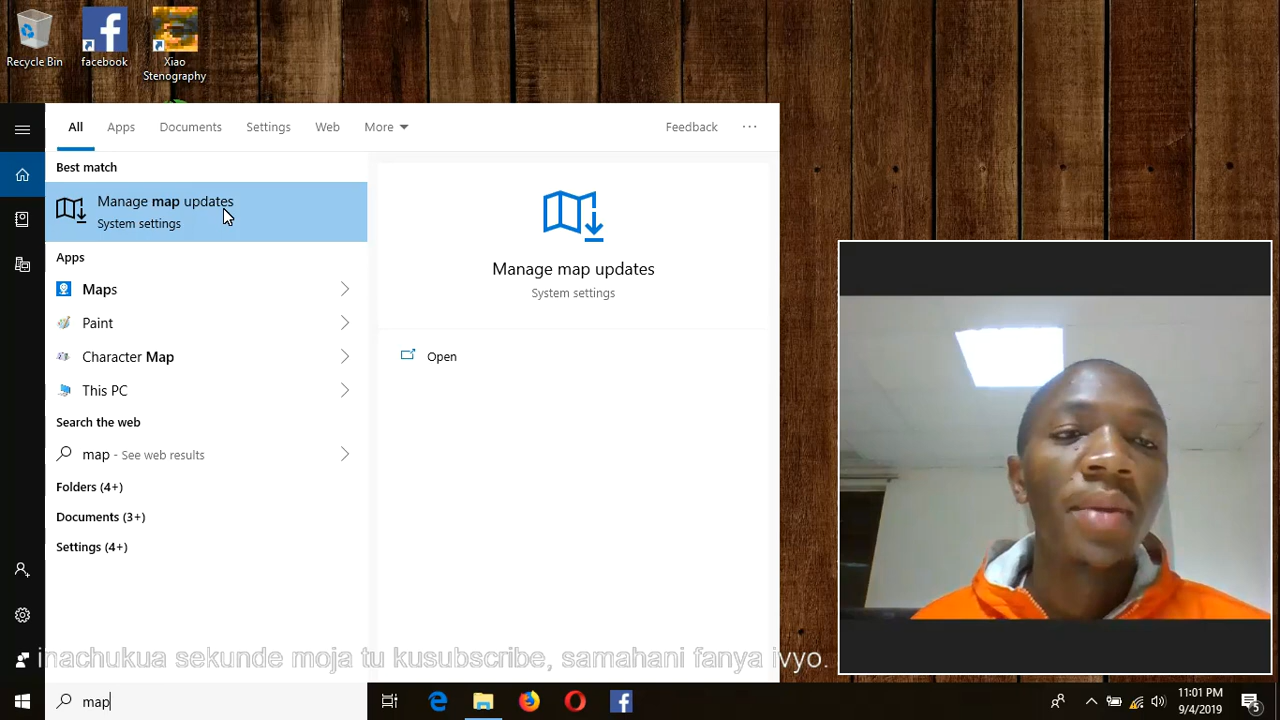 Recycle Bin
facebook
Xiao
Stenography
All
Apps
Documents
Settings
Web
More
Feedback
Best match
Manage map updates
System settings
Apps
Maps
Paint
Character Map
This PC
Search the web
map - See web results
Folders (4+)
Documents (3+)
Settings (4+)
Manage map updates
System settings
Open
inachukua sekunde moja tu kusubscribe, samahani fanya ivyo.
map
11:01 PM
9/4/2019
5